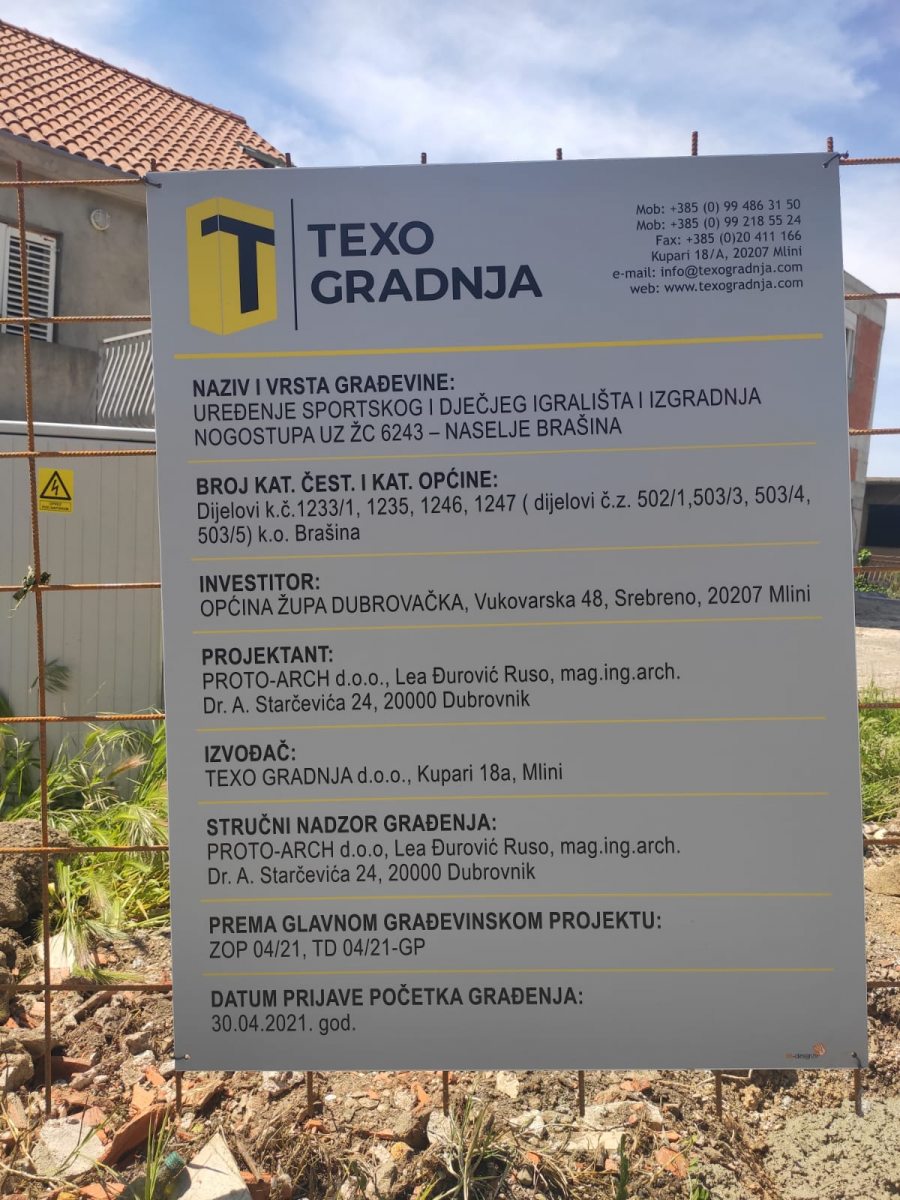 T
TEXO
GRADNJA
Mob: +385 (0) 99 486 31 50
Mob: +385 (0) 99 218 55 24
Fax: +385 (0)20 411 166
Kupari 18/A, 20207 Mlini
e-mail: info@texogradnja.com
web: www.texogradnja.com
NAZIV I VRSTA GRAĐEVINE:
UREĐENJE SPORTSKOG I DJEČJEG IGRALIŠTA I IZGRADNJA
NOGOSTUPA UZ ŽC 6243 – NASELJE BRAŠINA
BROJ KAT. ČEST. I KAT. OPĆINE:
Dijelovi k.č.1233/1, 1235, 1246, 1247 ( dijelovi č.z. 502/1,503/3, 503/4,
503/5) k.o. Brašina
INVESTITOR:
OPĆINA ŽUPA DUBROVAČKA, Vukovarska 48, Srebreno, 20207 Mlini
PROJEKTANT:
PROTO-ARCH d.o.o., Lea Đurović Ruso, mag.ing.arch.
Dr. A. Starčevića 24, 20000 Dubrovnik
IZVOĐAČ:
TEXO GRADNJA d.o.o., Kupari 18a, Mlini
STRUČNI NADZOR GRAĐENJA:
PROTO-ARCH d.o.o, Lea Đurović Ruso, mag.ing.arch.
Dr. A. Starčevića 24, 20000 Dubrovnik
PREMA GLAVNOM GRAĐEVINSKOM PROJEKTU:
ZOP 04/21, TD 04/21-GP
DATUM PRIJAVE POČETKA GRAĐENJA:
30.04.2021. god.